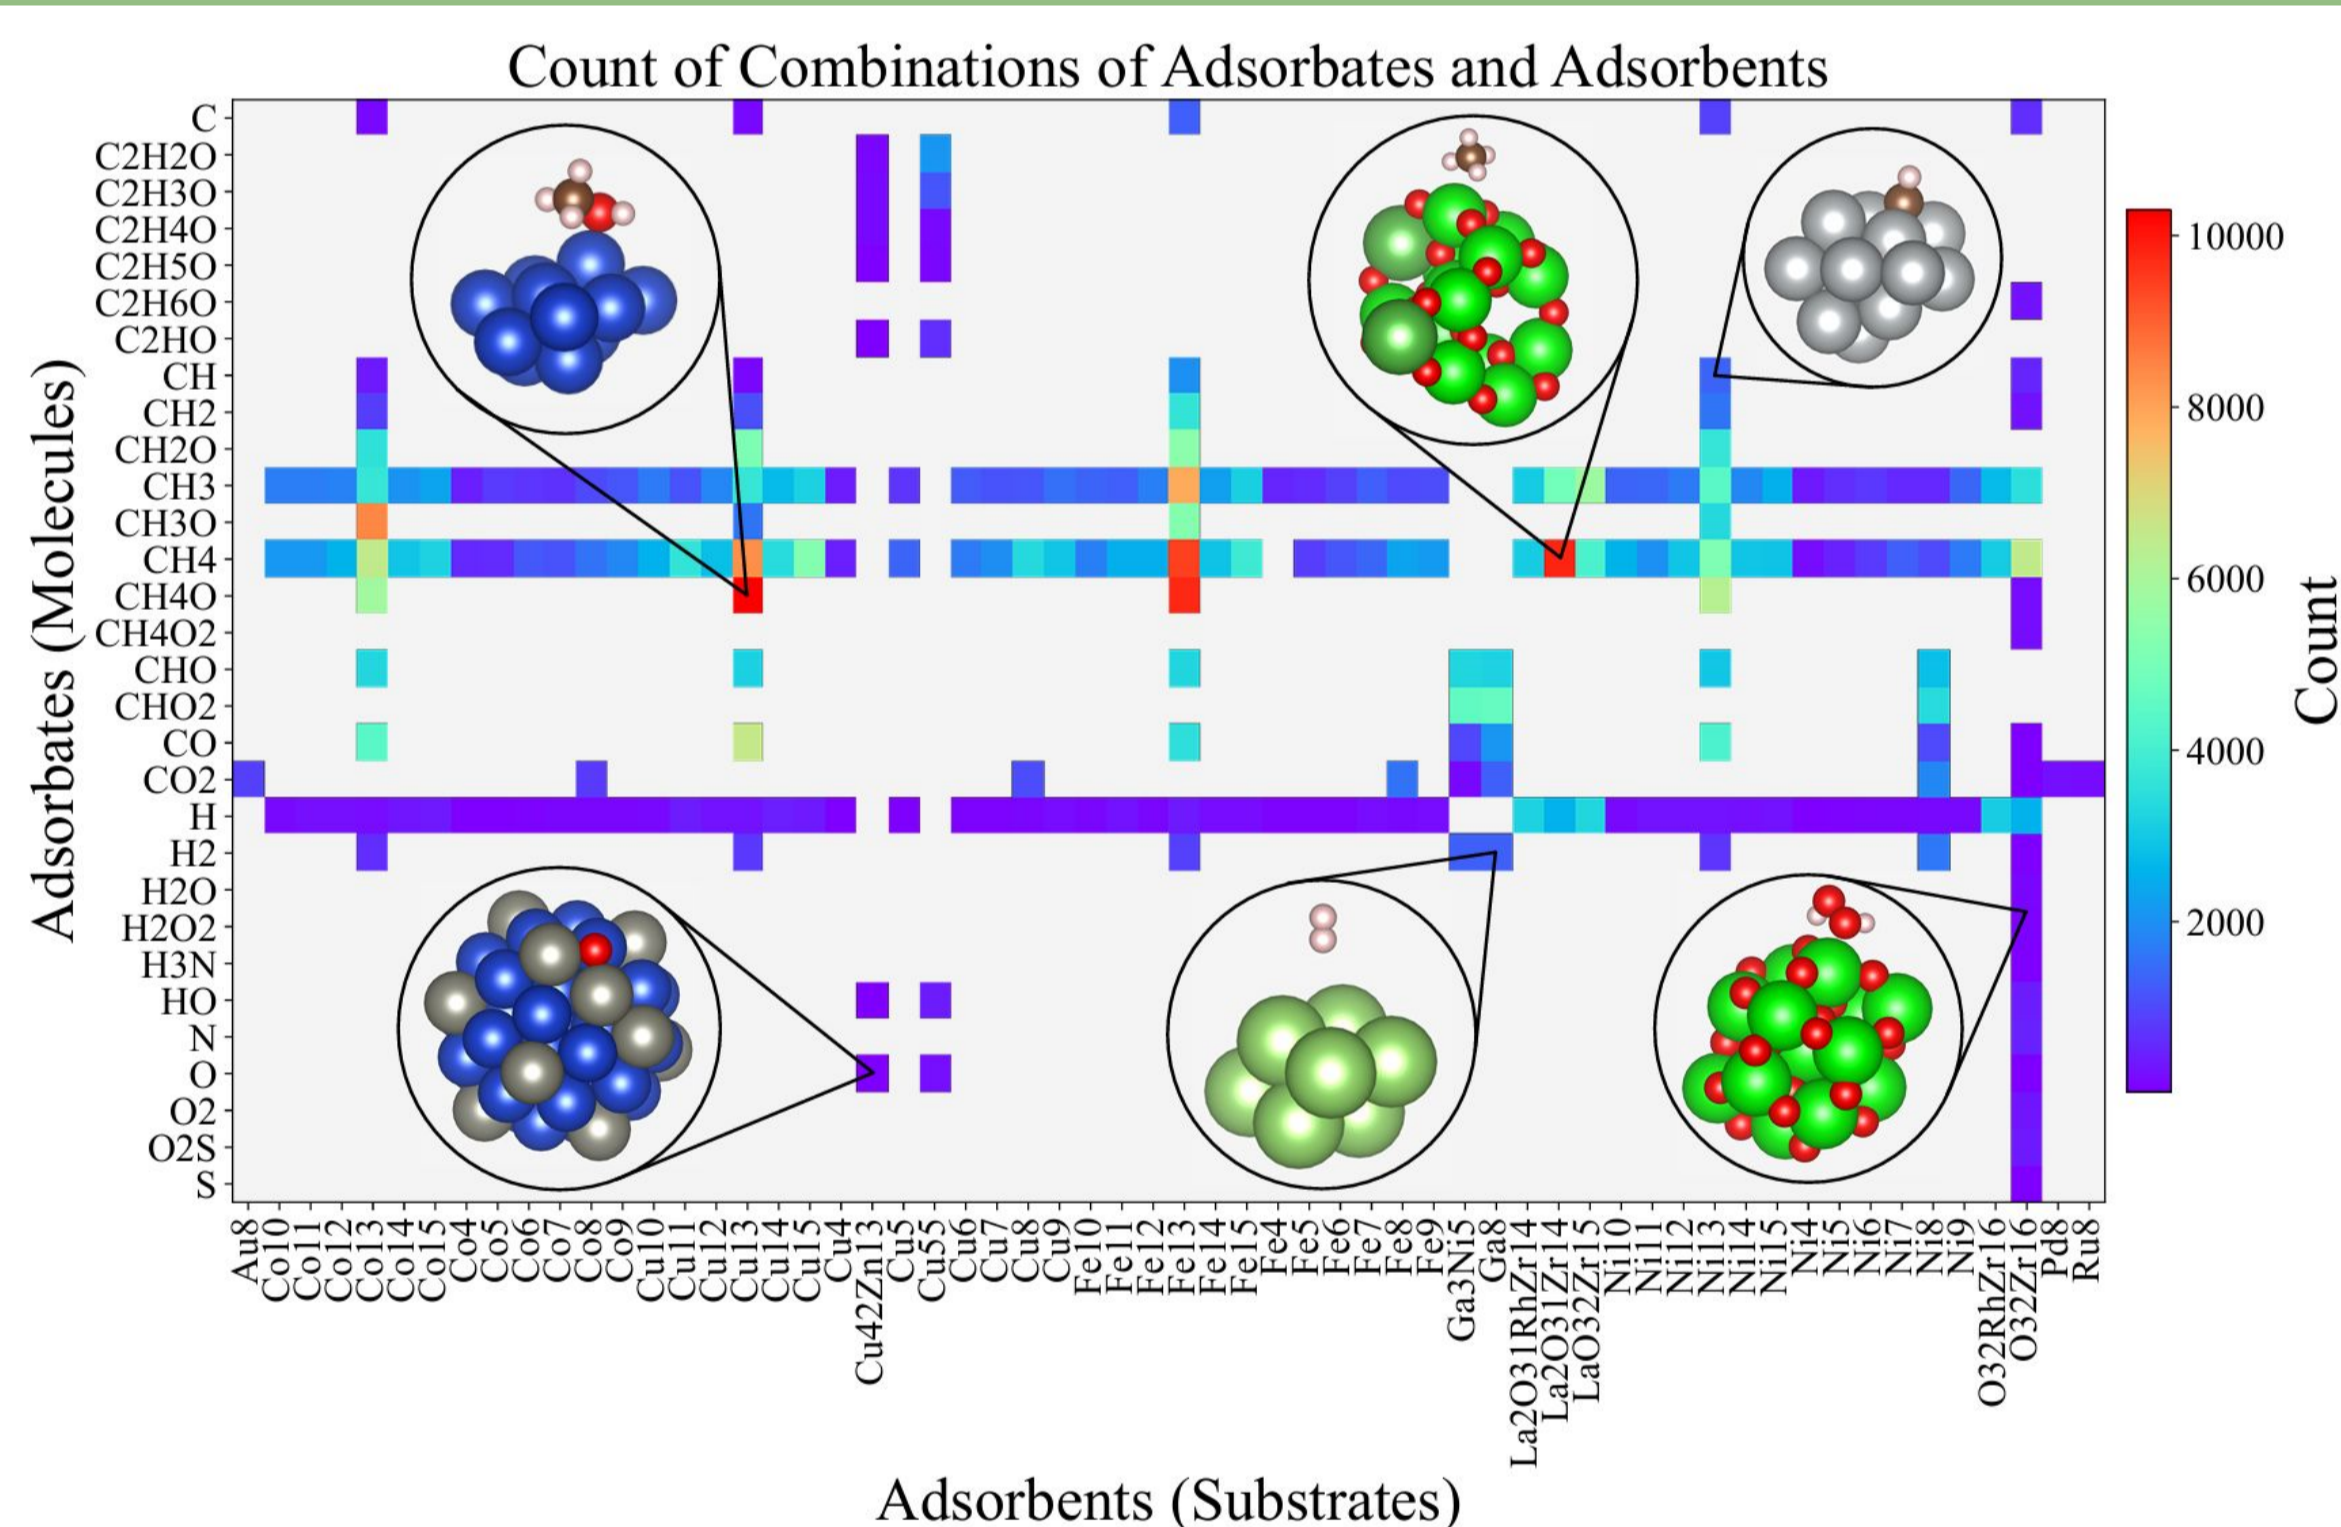 Count of Combinations of Adsorbates and Adsorbents
Adsorbates (Molecules)
C
C2H2O
C2H3O
C2H4O
C2H5O
C2H6O
C2HO
CH
CH2
CH2O
CH3
CH3O
CH4
CH4O
CH4O2
CHO
CHO2
CO
CO2
H
H2
H2O
H2O2
H3N
HO
N
O
O2
O2S
S
Au8
Co10
Co11
Co12
Co13
Co14
Co15
Co4
Co5
Co6
Co7
Co8
Co9
Cu10
Cu11
Cu12
Cu13
Cu14
Cu15
Cu4
Cu42Zn13
Cu5
Cu55
Cu6
Cu7
Cu8
Cu9
Fe10
Fe11
Fe12
Fe13
Fe14
Fe15
Fe4
Fe5
Fe6
Fe7
Fe8
Fe9
Ga3Ni5
Ga8
La2O31RhZr14
La2O31Zr14
LaO32Zr15
Ni10
Ni11
Ni12
Ni13
Ni14
Ni15
Ni4
Ni5
Ni6
Ni7
Ni8
Ni9
O32RhZr16
O32Zr16
Pd8
Ru8
Adsorbents (Substrates)
10000
8000
6000
4000
2000
Count